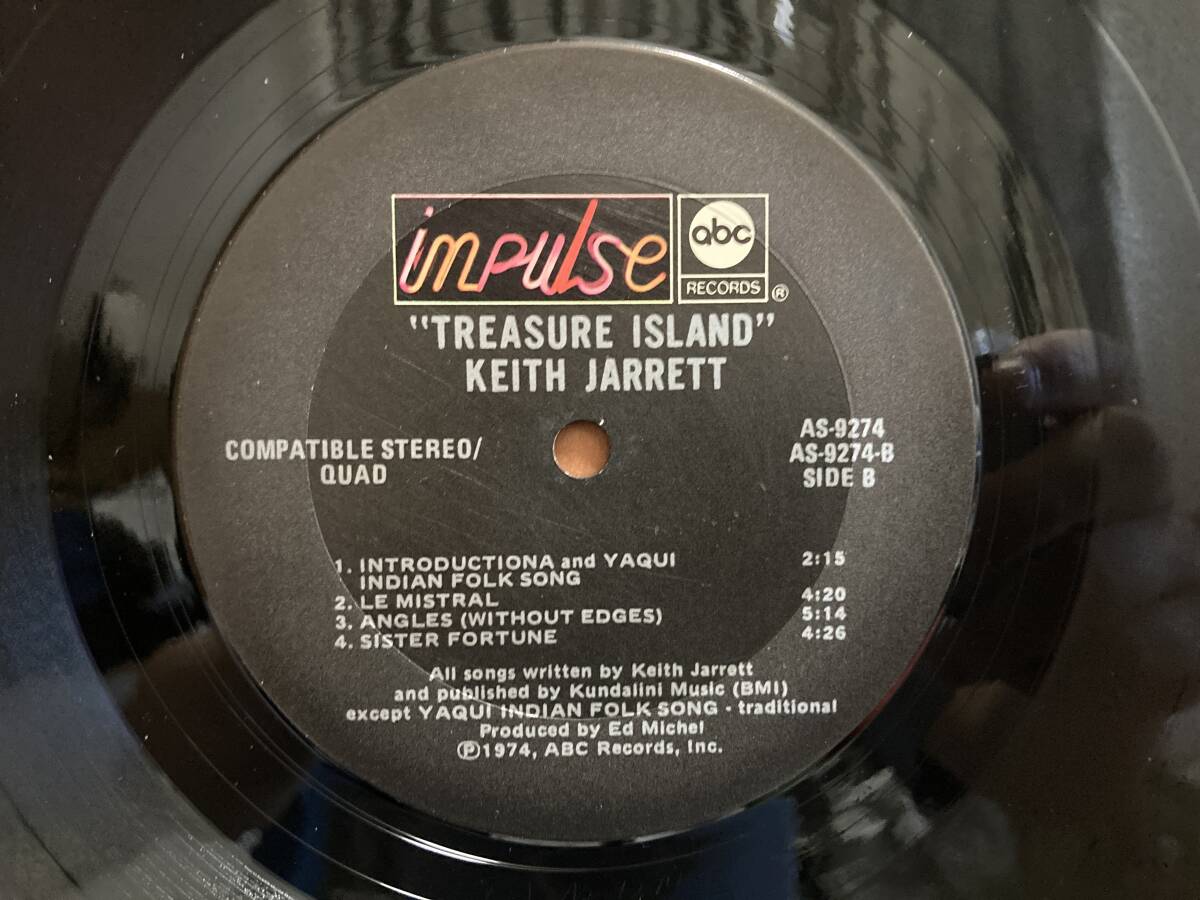 impulse abc
RECORDS ®
"TREASURE ISLAND"
KEITH JARRETT
COMPATIBLE STEREO/
QUAD
AS-9274
AS-9274-B
SIDE B
1. INTRODUCTIONA and YAQUI 2:15
INDIAN FOLK SONG
2. LE MISTRAL 4:20
3. ANGLES (WITHOUT EDGES) 5:14
4. SISTER FORTUNE 4:26
All songs written by Keith Jarrett
and published by Kundalini Music (BMI)
except YAQUI INDIAN FOLK SONG - traditional
Produced by Ed Michel
℗1974, ABC Records, Inc.